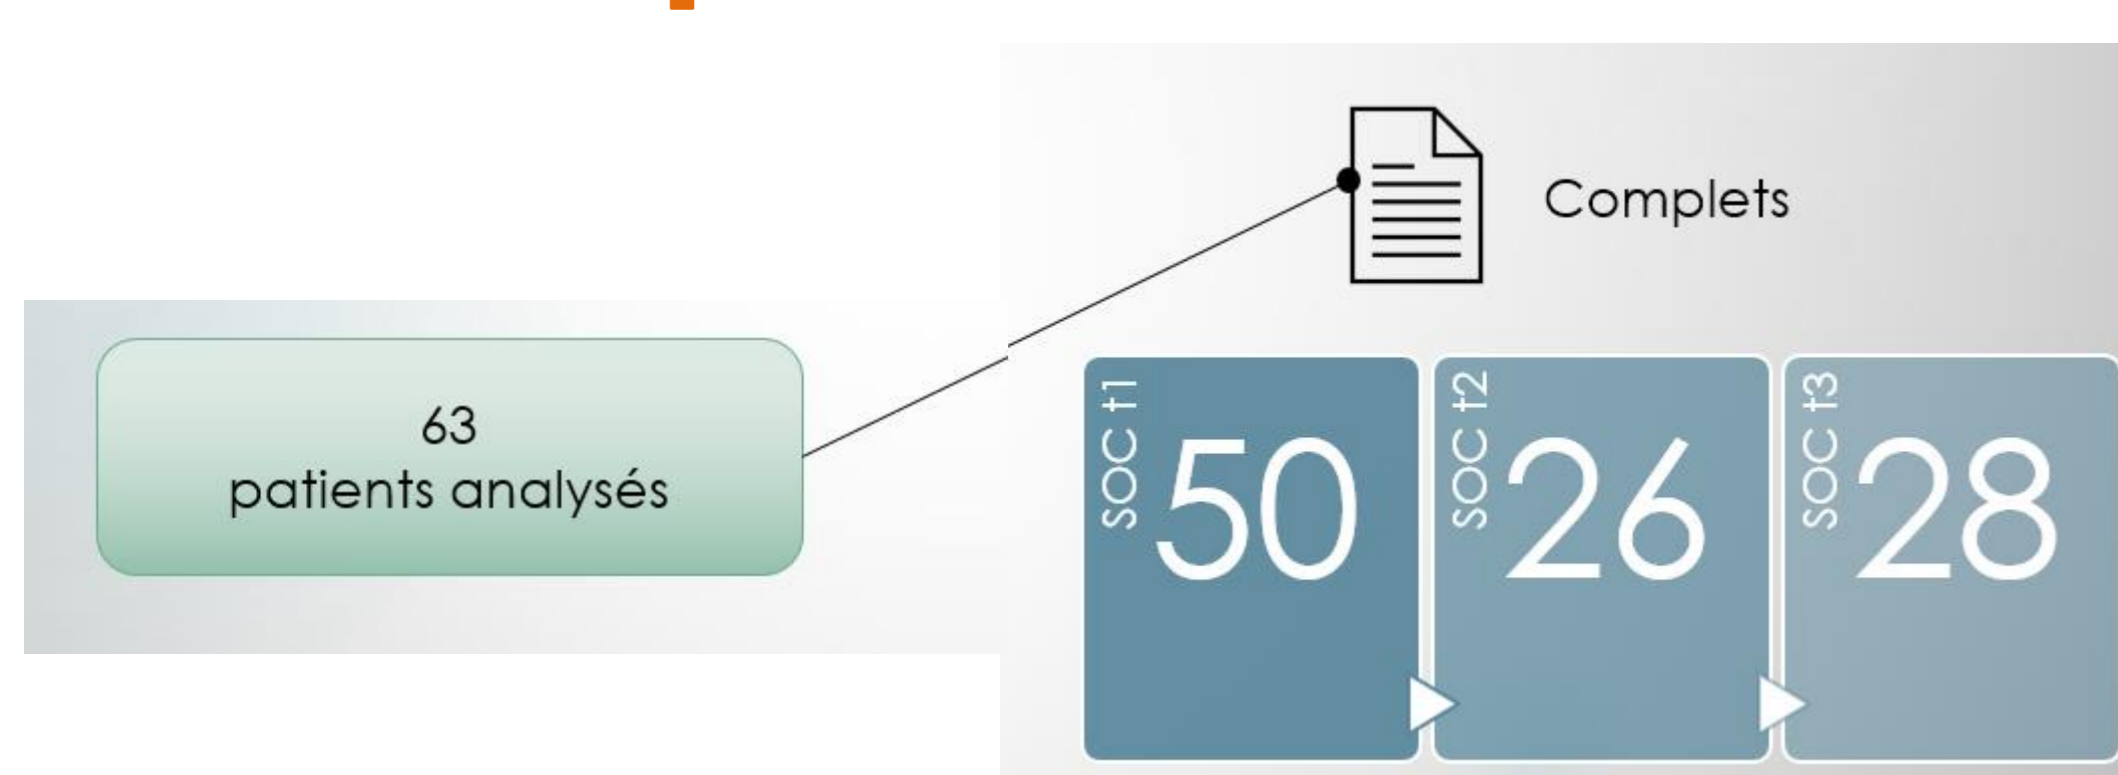 Complets
63
patients analysés
SOC t1
50
SOC t2
26
SOC t3
28